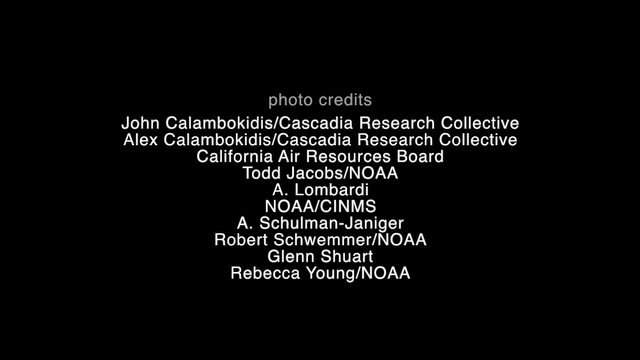 photo credits
John Calambokidis/Cascadia Research Collective
Alex Calambokidis/Cascadia Research Collective
California Air Resources Board
Todd Jacobs/NOAA
A. Lombardi
NOAA/CINMS
A. Schulman-Janiger
Robert Schwemmer/NOAA
Glenn Shuart
Rebecca Young/NOAA